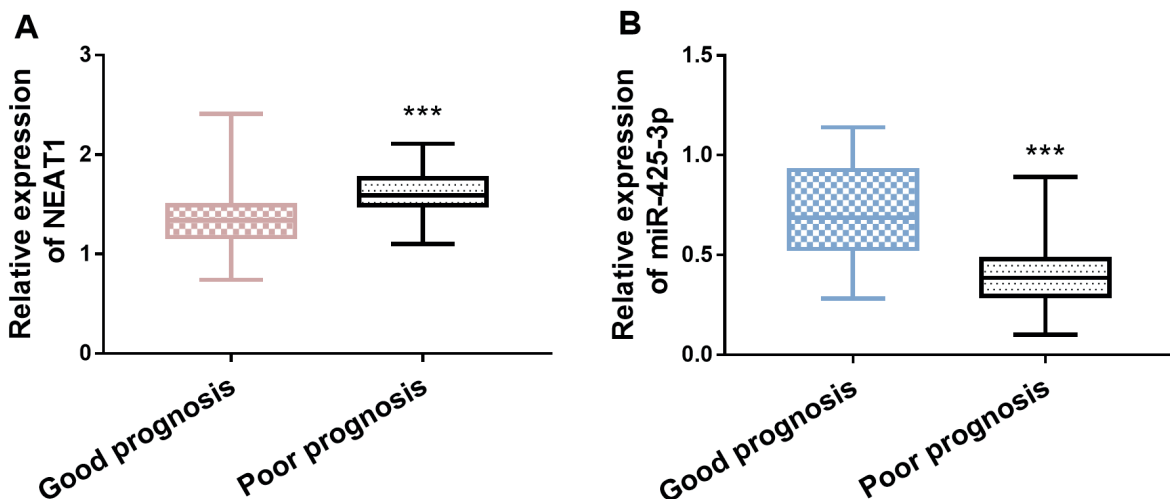 A
Relative expression
of NEAT1
3
2
1
0
***
Good prognosis
Poor prognosis
B
Relative expression
of miR-425-3p
1.5
1.0
0.5
0.0
***
Good prognosis
Poor prognosis